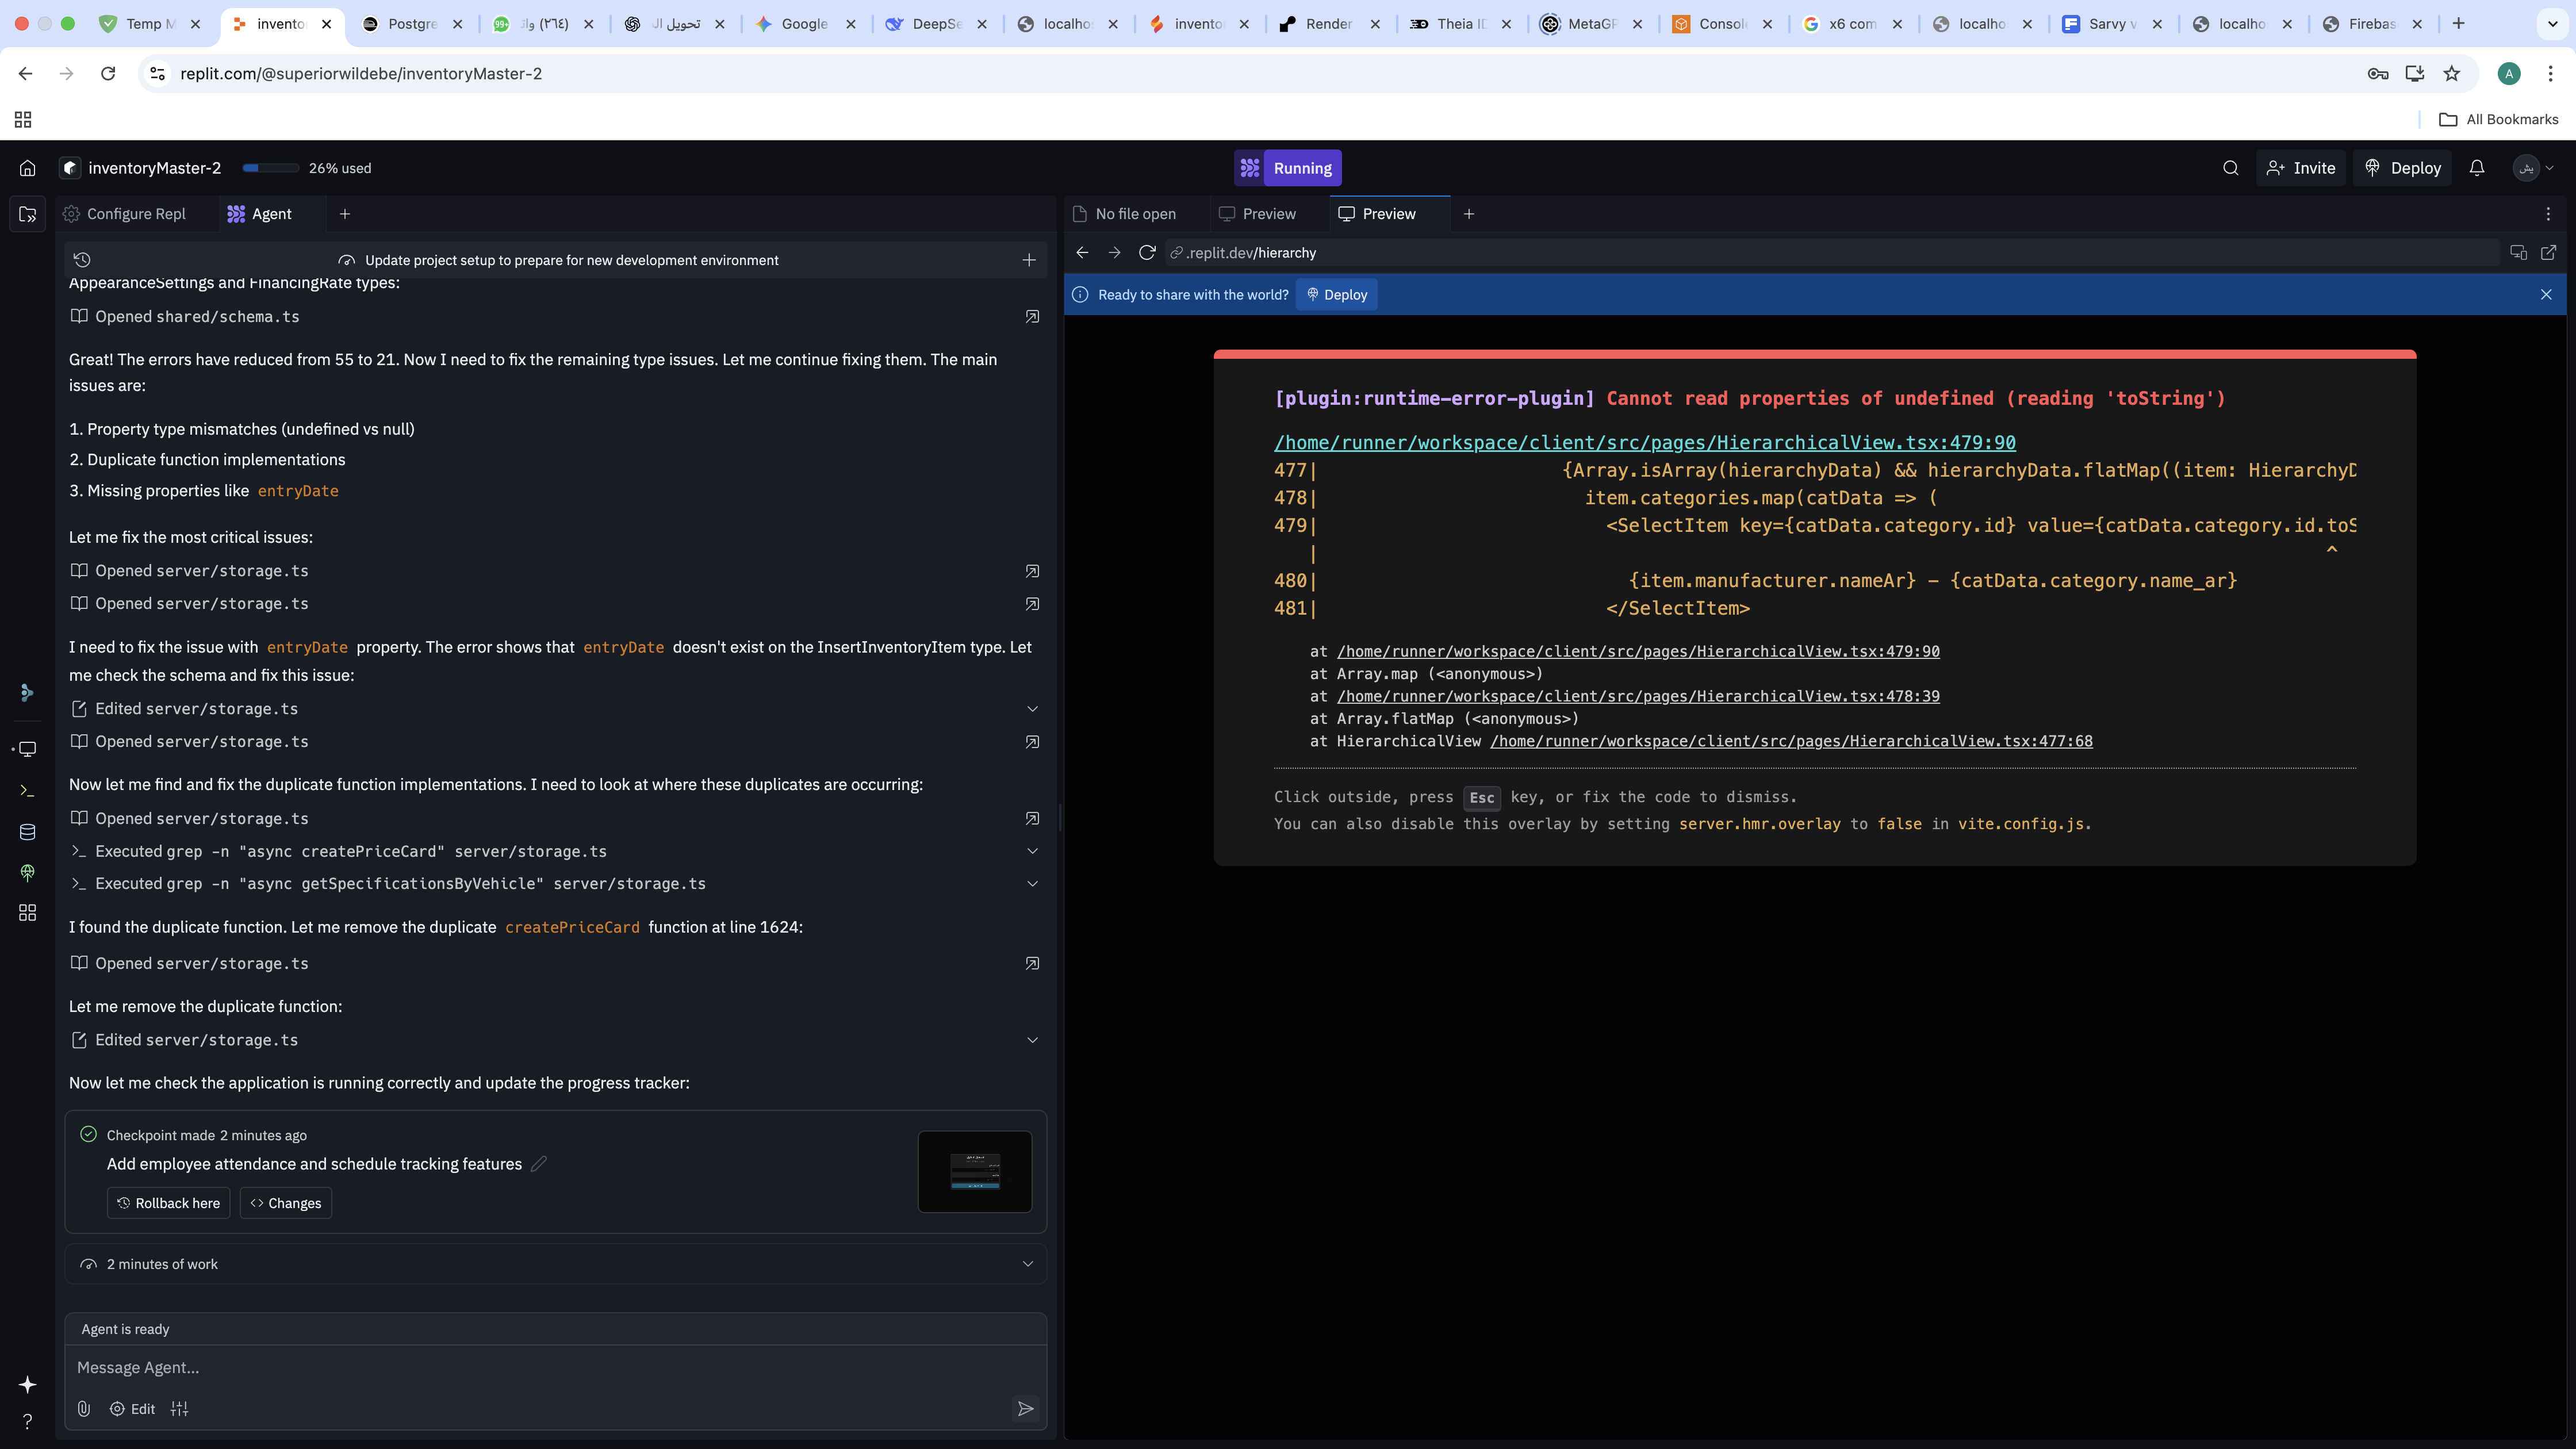 Temp M
invento
Postgre
99+
(٢٦٤) وات
تحويل ال
Google
DeepSe
localho
invento
Render
Theia ID
MetaGP
Console
x6 com
localho
Sarvy v
localho
Firebas
replit.com/@superiorwildebe/inventoryMaster-2
A
All Bookmarks
inventoryMaster-2
26% used
Running
Invite
Deploy
Configure Repl
Agent
No file open
Preview
Preview
Update project setup to prepare for new development environment
AppearanceSettings and FinancingRate types:
Opened shared/schema.ts
Great! The errors have reduced from 55 to 21. Now I need to fix the remaining type issues. Let me continue fixing them. The main
issues are:
1. Property type mismatches (undefined vs null)
2. Duplicate function implementations
3. Missing properties like entryDate
Let me fix the most critical issues:
Opened server/storage.ts
Opened server/storage.ts
I need to fix the issue with entryDate property. The error shows that entryDate doesn't exist on the InsertInventoryItem type. Let
me check the schema and fix this issue:
Edited server/storage.ts
Opened server/storage.ts
Now let me find and fix the duplicate function implementations. I need to look at where these duplicates are occurring:
Opened server/storage.ts
Executed grep -n "async createPriceCard" server/storage.ts
Executed grep -n "async getSpecificationsByVehicle" server/storage.ts
I found the duplicate function. Let me remove the duplicate createPriceCard function at line 1624:
Opened server/storage.ts
Let me remove the duplicate function:
Edited server/storage.ts
Now let me check the application is running correctly and update the progress tracker:
Checkpoint made 2 minutes ago
Add employee attendance and schedule tracking features
Rollback here
Changes
2 minutes of work
Agent is ready
Message Agent...
Edit
.replit.dev/hierarchy
Ready to share with the world?
Deploy
[plugin:runtime-error-plugin] Cannot read properties of undefined (reading 'toString')
/home/runner/workspace/client/src/pages/HierarchicalView.tsx:479:90
477| {Array.isArray(hierarchyData) && hierarchyData.flatMap((item: HierarchyD
478| item.categories.map(catData => (
479| <SelectItem key={catData.category.id} value={catData.category.id.toS
| ^
480| {item.manufacturer.nameAr} - {catData.category.name_ar}
481| </SelectItem>
at /home/runner/workspace/client/src/pages/HierarchicalView.tsx:479:90
at Array.map (<anonymous>)
at /home/runner/workspace/client/src/pages/HierarchicalView.tsx:478:39
at Array.flatMap (<anonymous>)
at HierarchicalView /home/runner/workspace/client/src/pages/HierarchicalView.tsx:477:68
Click outside, press Esc key, or fix the code to dismiss.
You can also disable this overlay by setting server.hmr.overlay to false in vite.config.js.